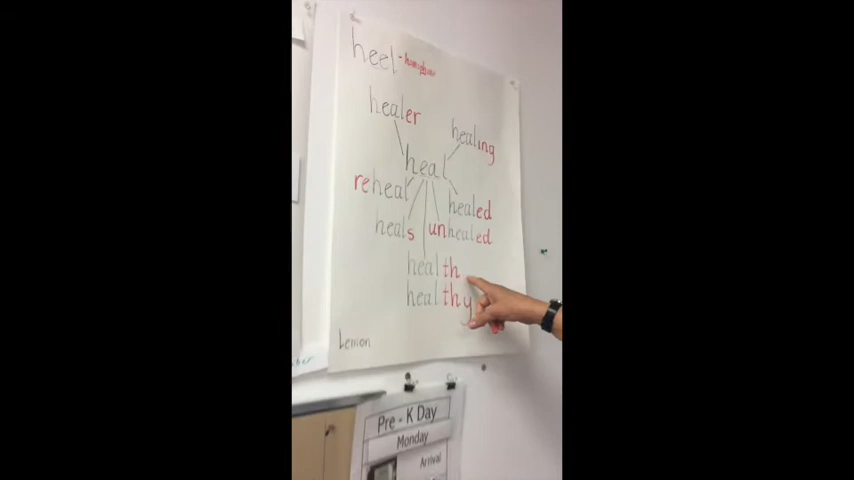 heel - homophone
healer
healing
heal
reheal
healed
heals
unhealed
health
healthy
Lemon
Pre - K Day
Monday
Arrival